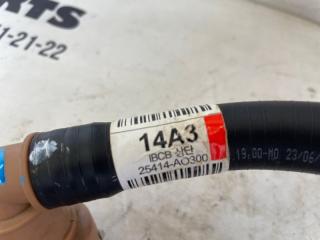 RTS
-21-22
14A3
IBCB 상단
25414-AO300
19.00-MO 23/06/